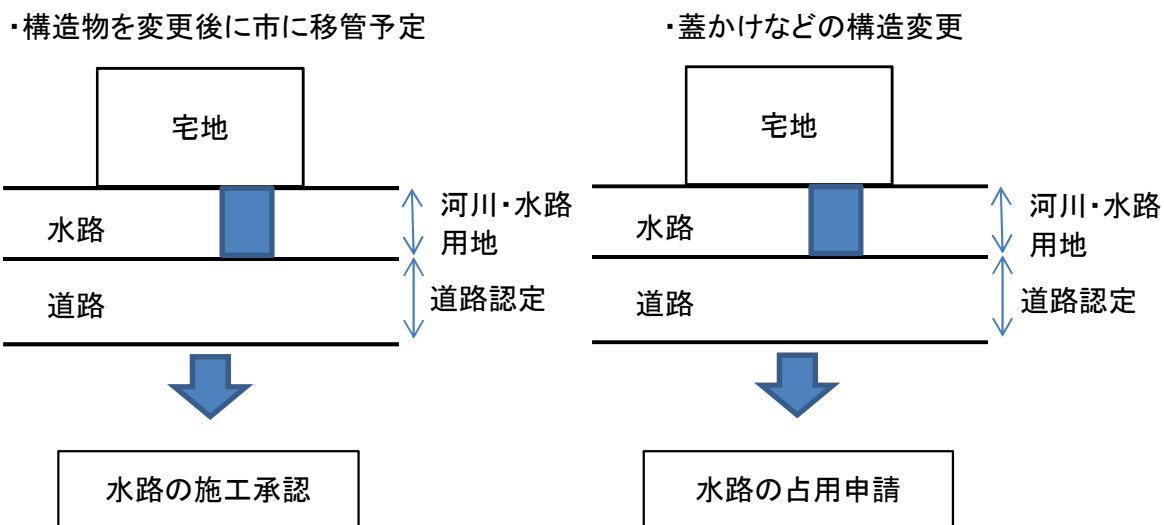 ・構造物を変更後に市に移管予定
宅地
水路
河川・水路
用地
道路
道路認定
水路の施工承認
・蓋かけなどの構造変更
宅地
水路
河川・水路
用地
道路
道路認定
水路の占用申請